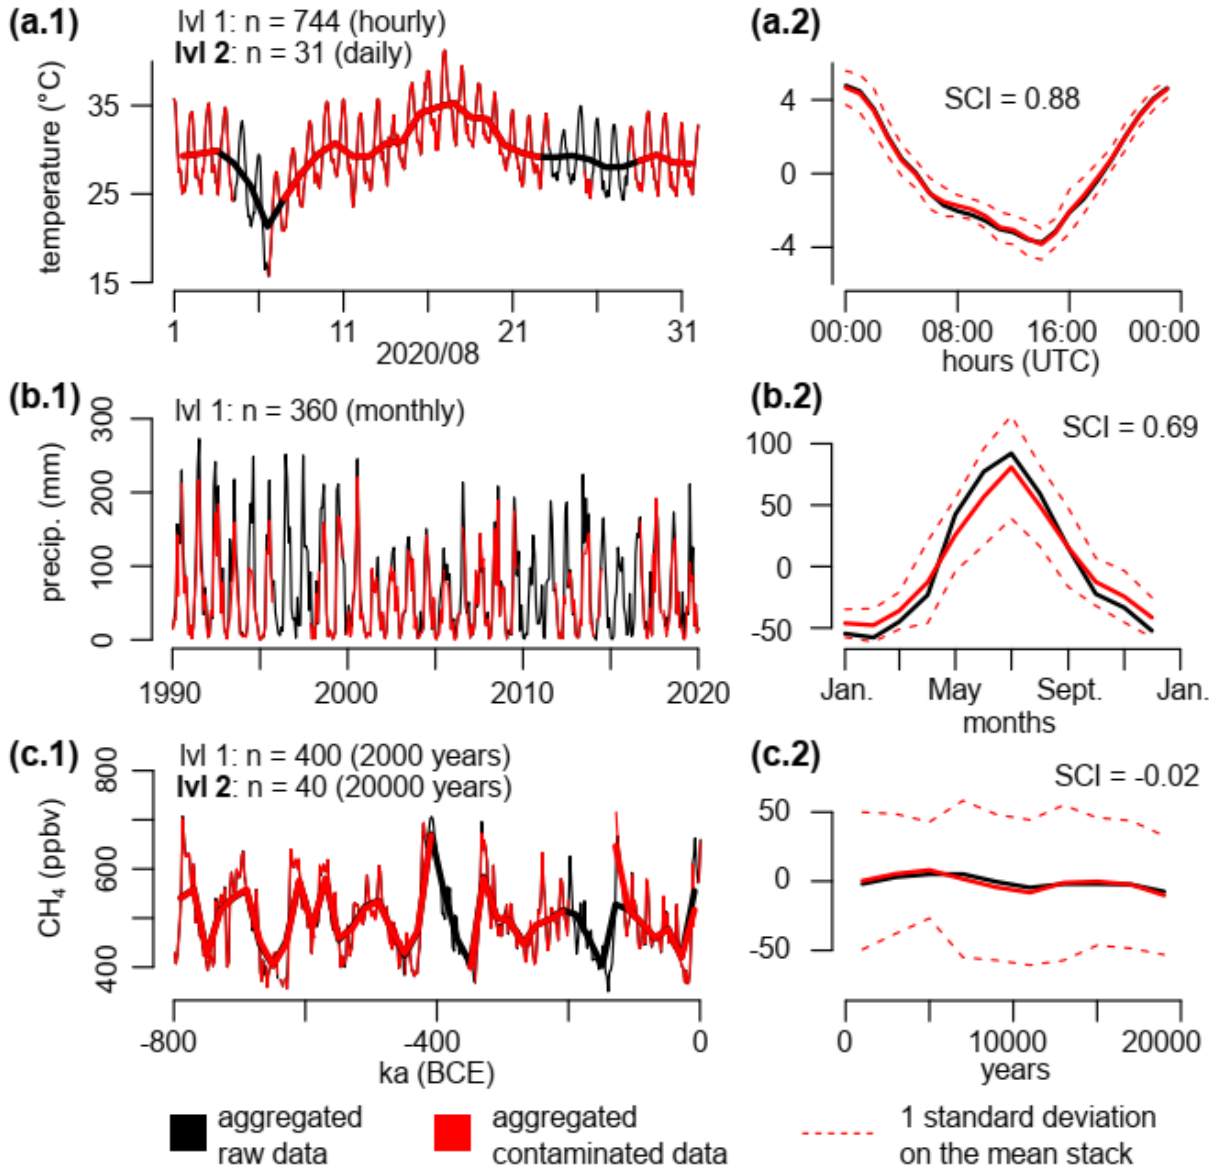 (a.1)
lvl 1: n = 744 (hourly)
lvl 2: n = 31 (daily)
temperature (°C)
35
25
15
1
11
21
31
2020/08
(a.2)
SCI = 0.88
4
0
-4
00:00
08:00
16:00
00:00
hours (UTC)
(b.1)
lvl 1: n = 360 (monthly)
precip. (mm)
300
200
100
0
1990
2000
2010
2020
(b.2)
SCI = 0.69
100
50
0
-50
Jan.
May
Sept.
Jan.
months
(c.1)
lvl 1: n = 400 (2000 years)
lvl 2: n = 40 (20000 years)
CH₄ (ppbv)
800
600
400
-800
-400
0
ka (BCE)
(c.2)
SCI = -0.02
50
0
-50
0
10000
20000
years
aggregated
raw data
aggregated
contaminated data
1 standard deviation
on the mean stack